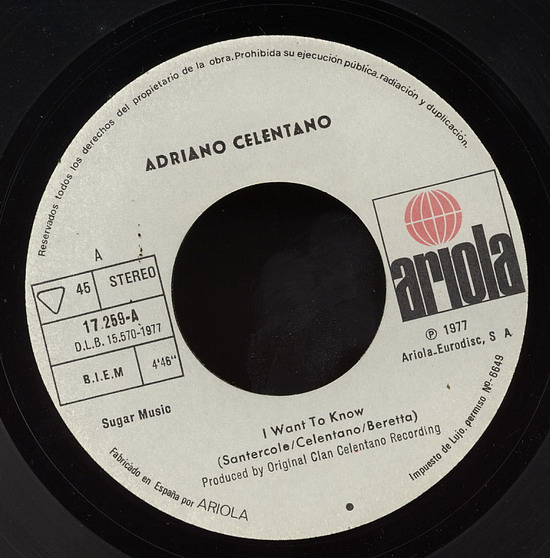 Reservados todos los derechos del propietario de la obra. Prohibida su ejecución pública, radiación y duplicación.
ADRIANO CELENTANO
A
45 STEREO
17.259-A
D.L.B. 15.570-1977
B.I.E.M 4'46"
ariola
Ⓟ 1977
Ariola-Eurodisc, S A
Sugar Music
I Want To Know
(Santercole/Celentano/Beretta)
Produced by Original Clan Celentano Recording
Fabricado en España por ARIOLA
Impuesto de Lujo, permiso Nº-6649